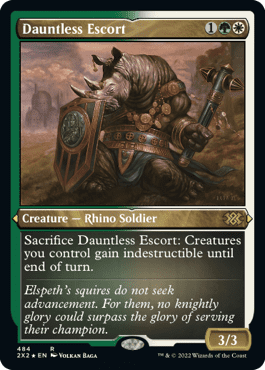 Dauntless Escort 1
Creature — Rhino Soldier
Sacrifice Dauntless Escort: Creatures
you control gain indestructible until
end of turn.
Elspeth's squires do not seek
advancement. For them, no knightly
glory could surpass the glory of serving
their champion.
3/3
484 R
2X2 ★ EN VOLKAN BAĞA
™ & © 2022 Wizards of the Coast